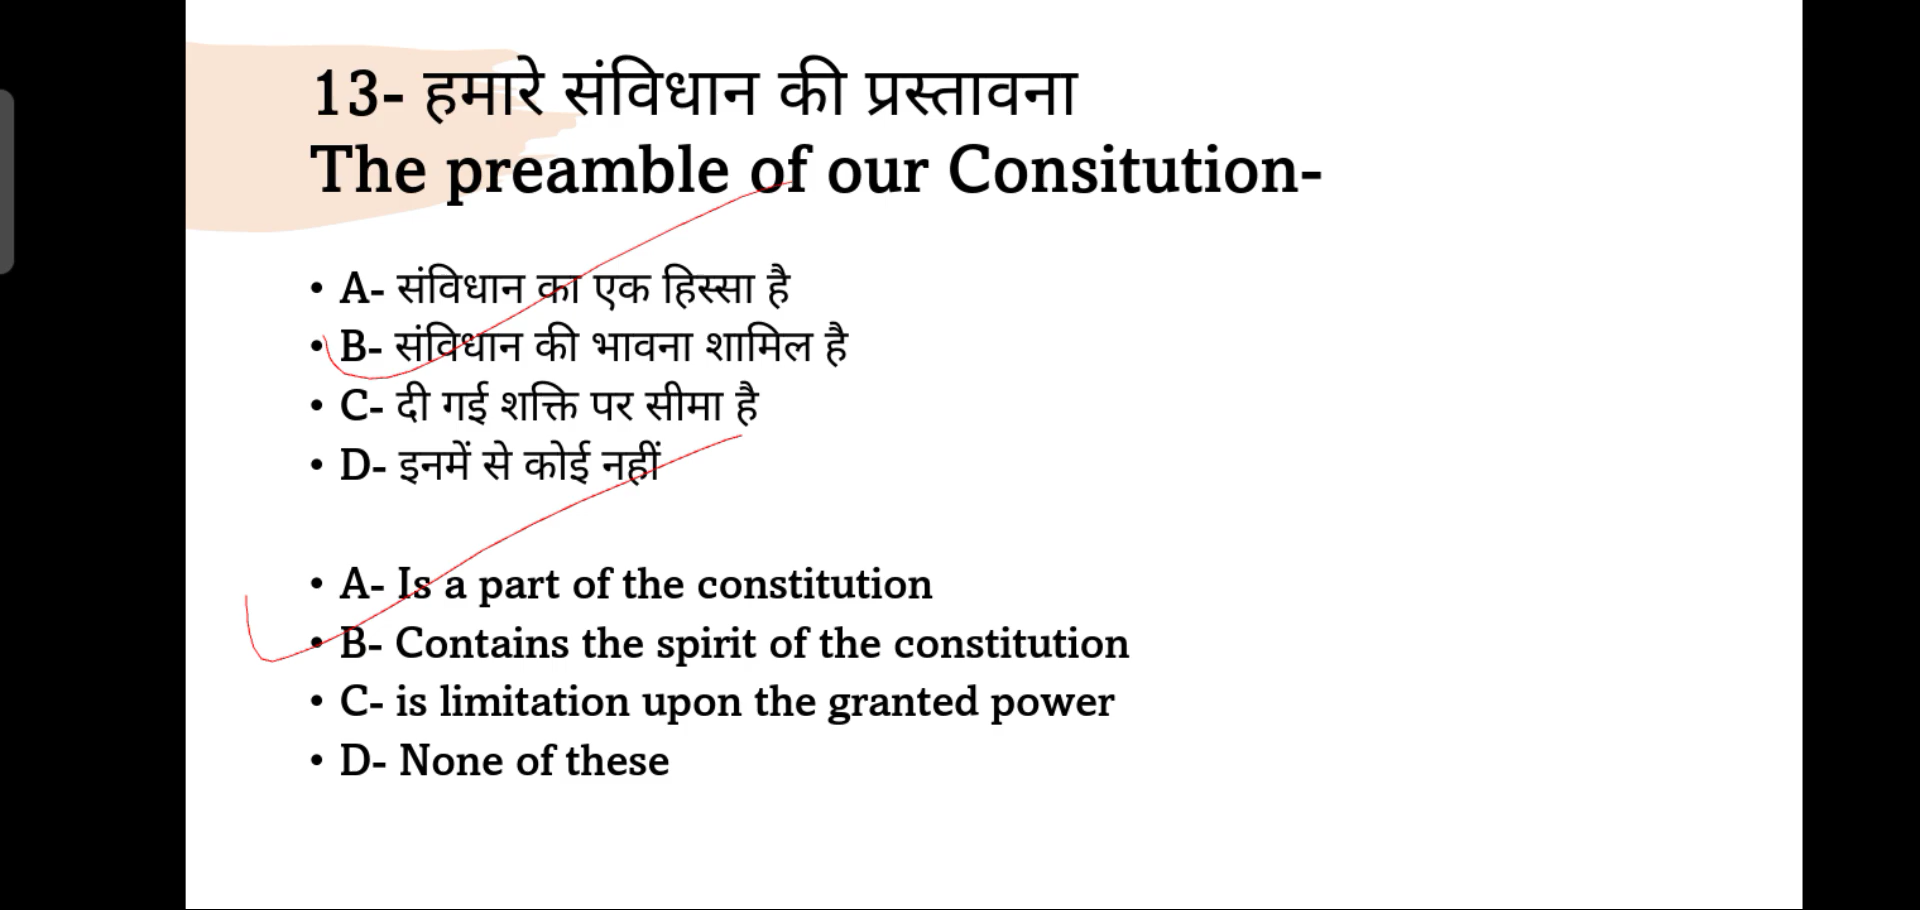 13- हमारे संविधान की प्रस्तावना
The preamble of our Consitution-
• A- संविधान का एक हिस्सा है
• B- संविधान की भावना शामिल है
• C- दी गई शक्ति पर सीमा है
• D- इनमें से कोई नहीं
• A- Is a part of the constitution
• B- Contains the spirit of the constitution
• C- is limitation upon the granted power
• D- None of these